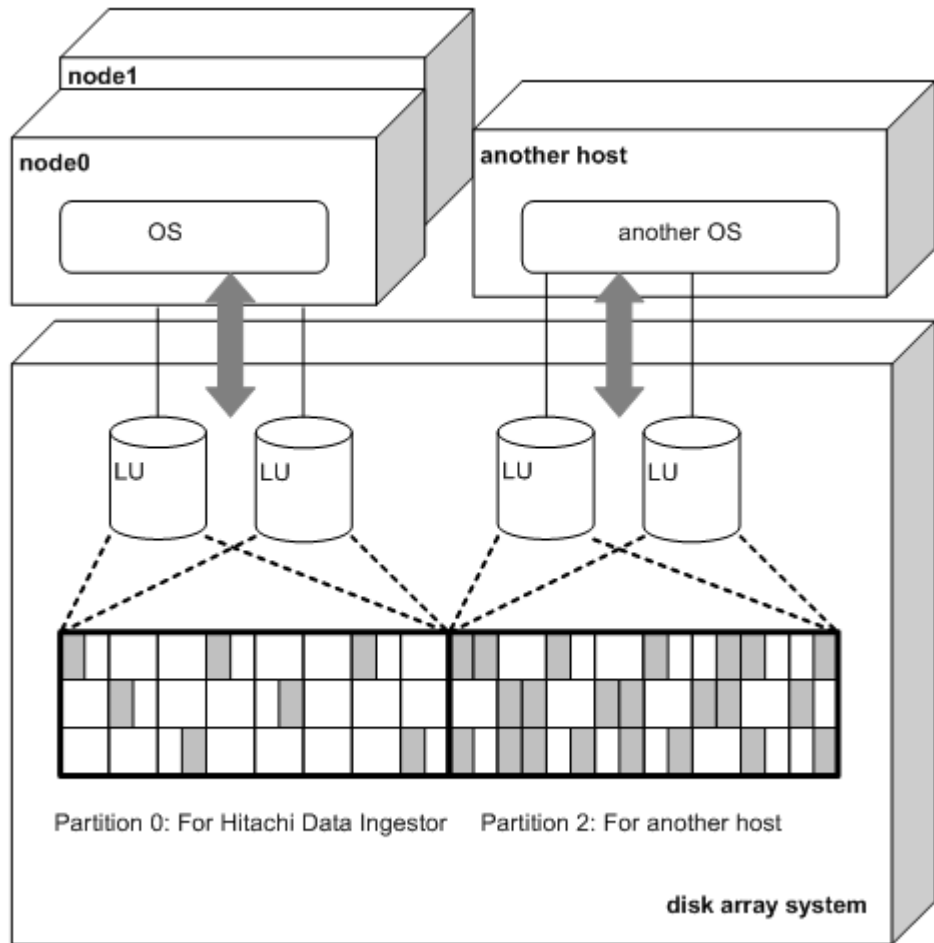 node1
node0
OS
another host
another OS
LU
LU
LU
LU
Partition 0: For Hitachi Data Ingestor
Partition 2: For another host
disk array system